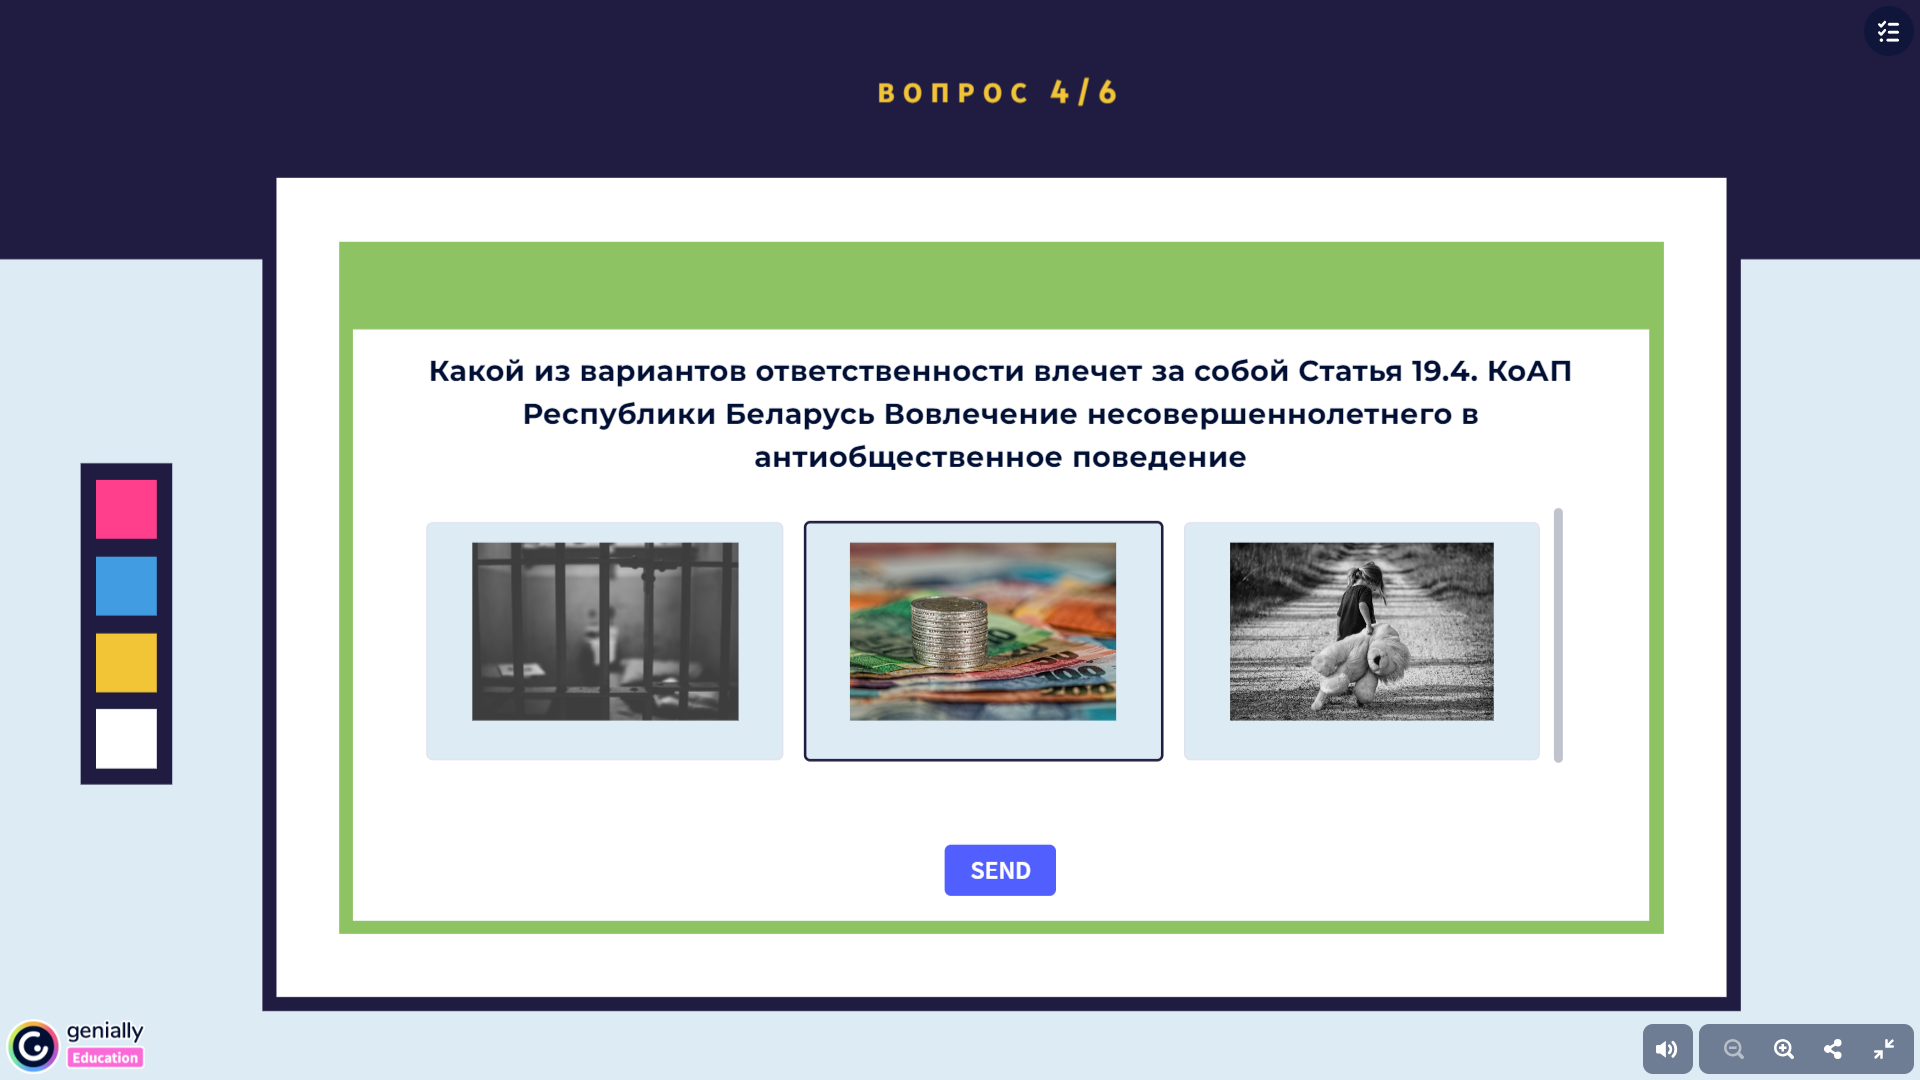 ВОПРОС 4/6
Какой из вариантов ответственности влечет за собой Статья 19.4. КоАП
Республики Беларусь Вовлечение несовершеннолетнего в
антиобщественное поведение
SEND
genially
Education